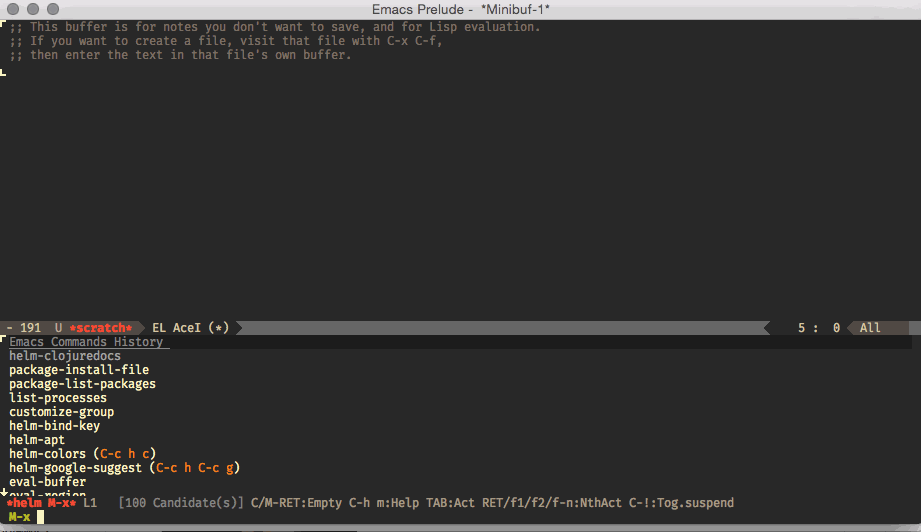 Emacs Prelude - *Minibuf-1*
;; This buffer is for notes you don't want to save, and for Lisp evaluation.
;; If you want to create a file, visit that file with C-x C-f,
;; then enter the text in that file's own buffer.
- 191 U *scratch* EL AceI (*) 5 : 0 All
Emacs Commands History
helm-clojuredocs
package-install-file
package-list-packages
list-processes
customize-group
helm-bind-key
helm-apt
helm-colors (C-c h c)
helm-google-suggest (C-c h C-c g)
eval-buffer
eval-region
*helm M-x* L1 [100 Candidate(s)] C/M-RET:Empty C-h m:Help TAB:Act RET/f1/f2/f-n:NthAct C-!:Tog.suspend
M-x